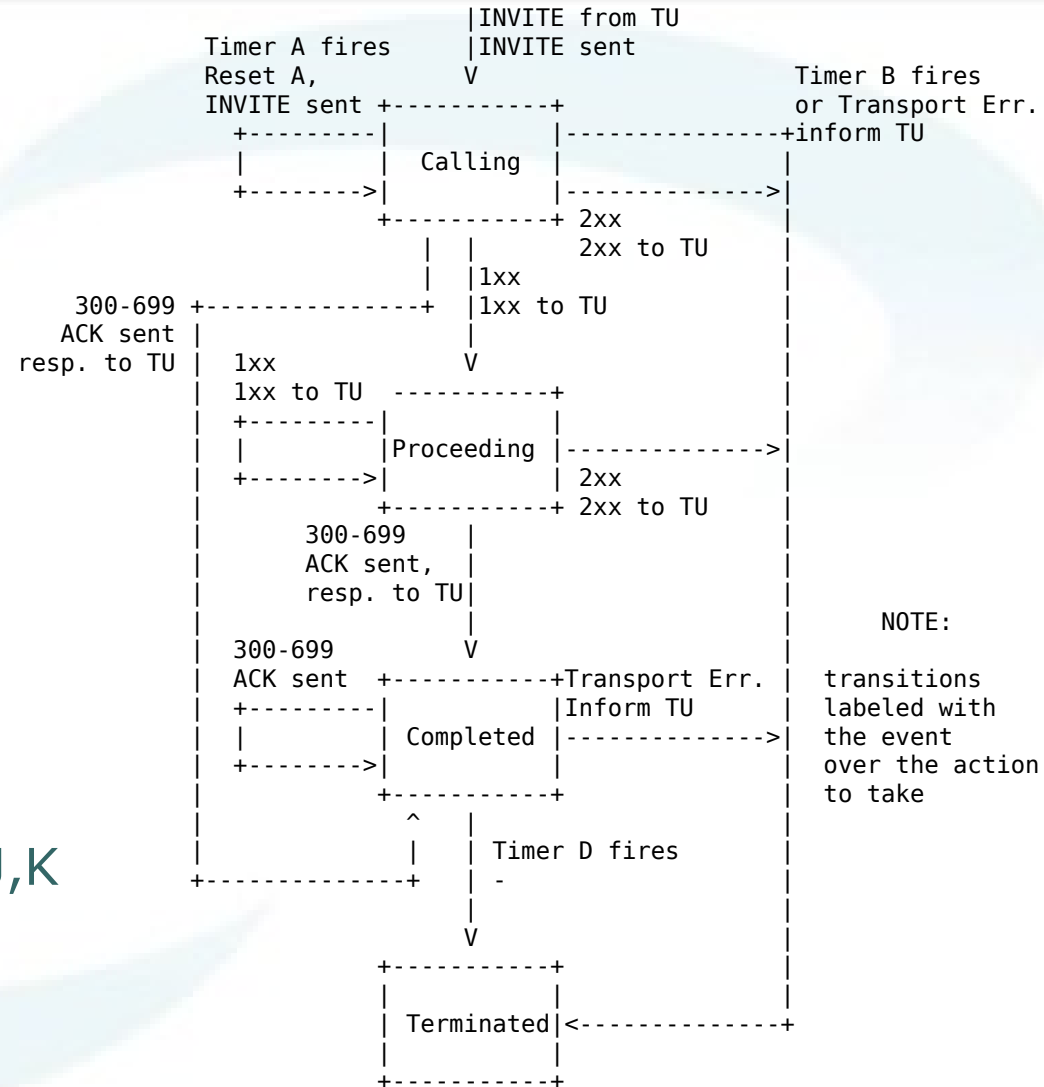 |INVITE from TU
             Timer A fires     |INVITE sent
             Reset A,          V                      Timer B fires
             INVITE sent +-----------+                or Transport Err.
               +---------|           |---------------+inform TU
               |         |  Calling  |               |
               +-------->|           |-------------->|
                         +-----------+ 2xx           |
                            |  |       2xx to TU     |
                            |  |1xx                  |
    300-699 +---------------+  |1xx to TU            |
   ACK sent |                  |                     |
resp. to TU |  1xx             V                     |
            |  1xx to TU  -----------+               |
            |  +---------|           |               |
            |  |         |Proceeding |-------------->|
            |  +-------->|           | 2xx           |
            |            +-----------+ 2xx to TU     |
            |       300-699    |                     |
            |       ACK sent,  |                     |
            |       resp. to TU|                     |
            |                  |                     |      NOTE:
            |  300-699         V                     |
            |  ACK sent  +-----------+Transport Err. |  transitions
            |  +---------|           |Inform TU      |  labeled with
            |  |         | Completed |-------------->|  the event
            |  +-------->|           |               |  over the action
            |            +-----------+               |  to take
            |              ^   |                     |
            |              |   | Timer D fires       |
            +--------------+   | -                   |
                               |                     |
                               V                     |
                         +-----------+               |
                         |           |               |
                         | Terminated|<--------------+
                         |           |
                         +-----------+
,K